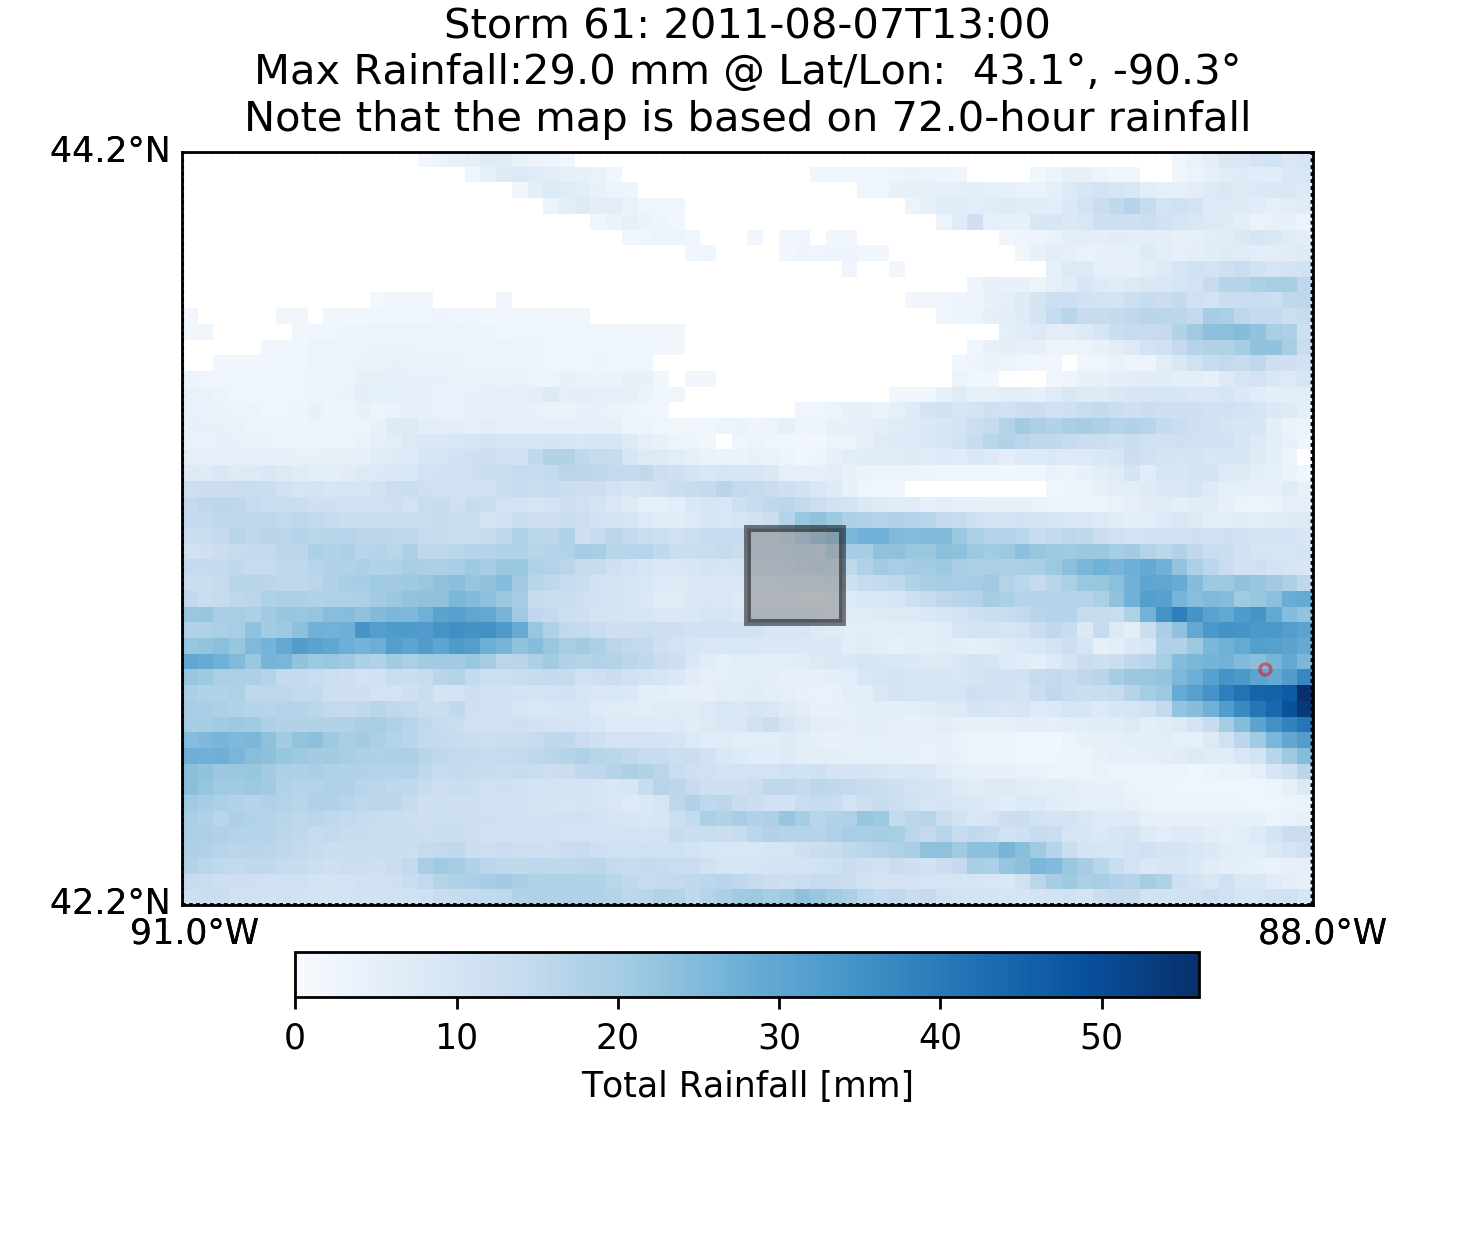 Storm 61: 2011-08-07T13:00
Max Rainfall:29.0 mm @ Lat/Lon:  43.1°, -90.3°
Note that the map is based on 72.0-hour rainfall
44.2°N
42.2°N
91.0°W
88.0°W
0
10
20
30
40
50
Total Rainfall [mm]